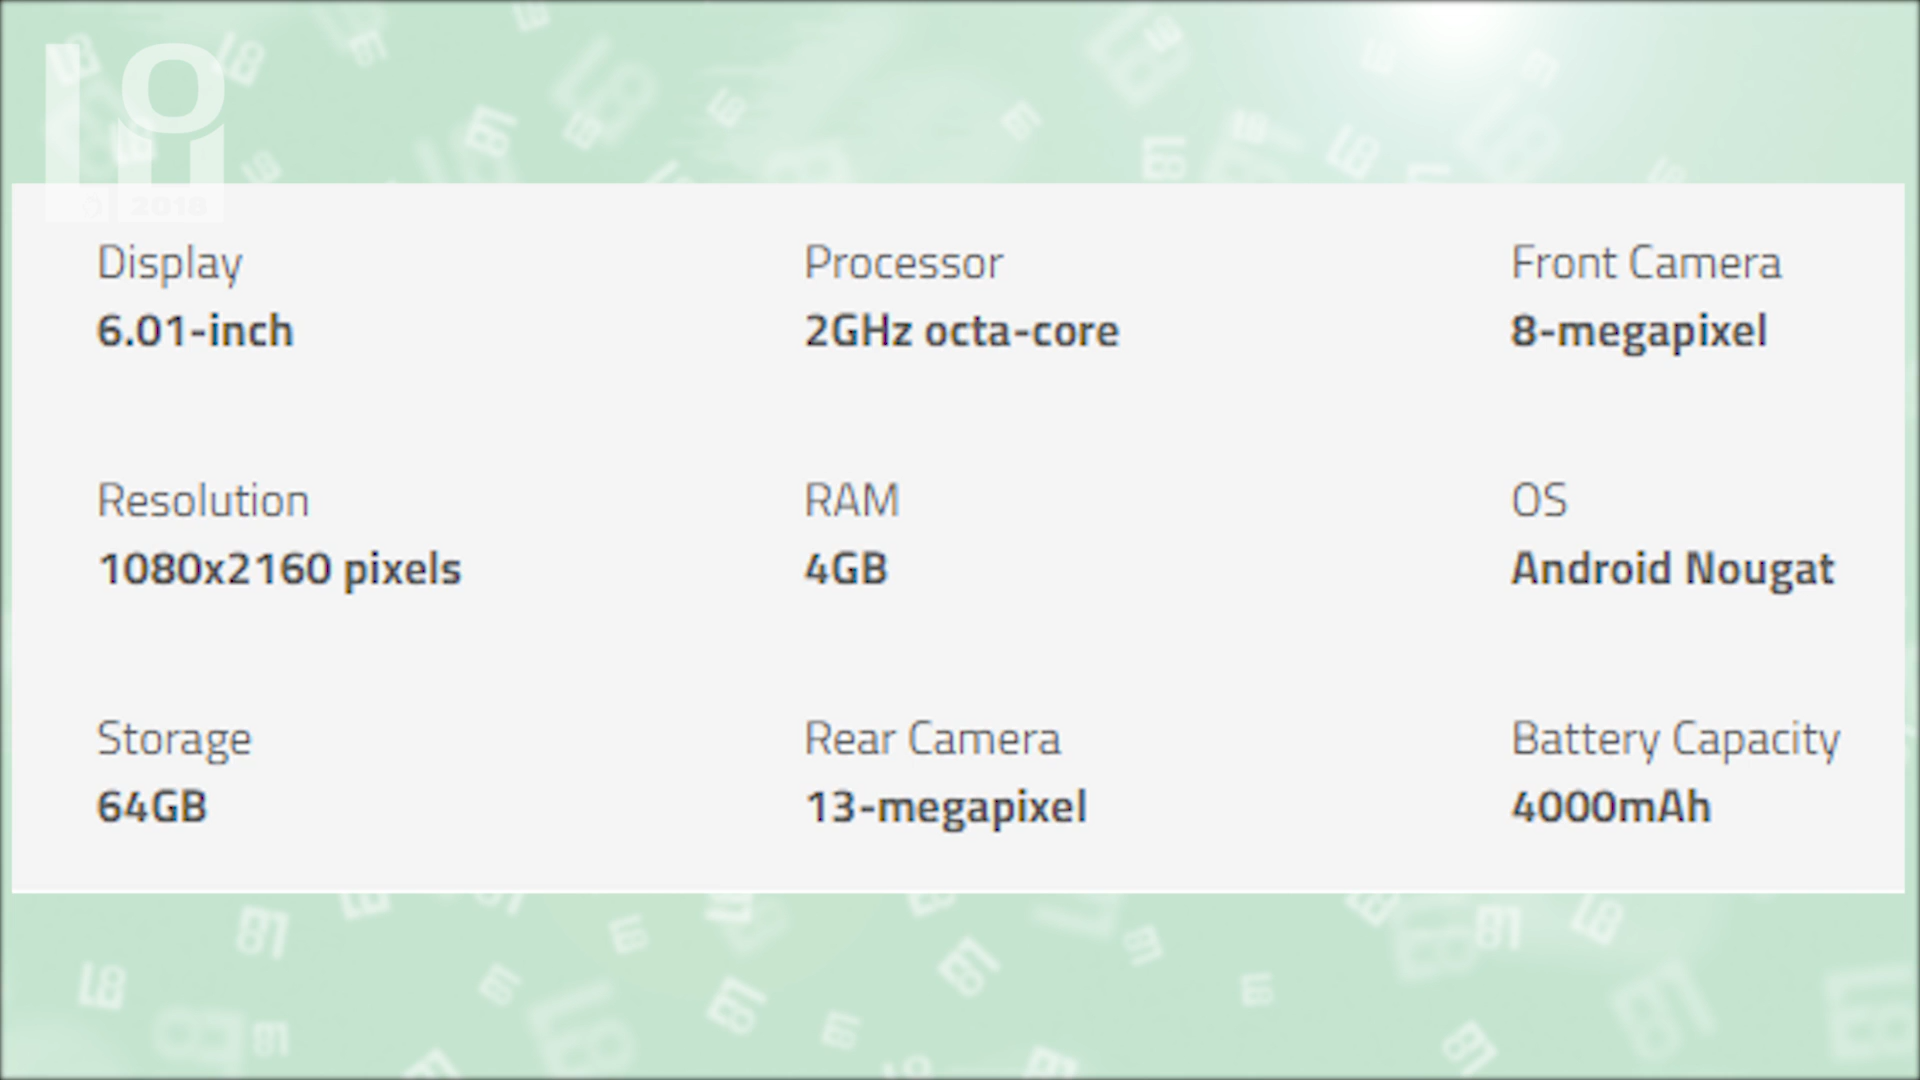 2018
Display
6.01-inch
Processor
2GHz octa-core
Front Camera
8-megapixel
Resolution
1080x2160 pixels
RAM
4GB
OS
Android Nougat
Storage
64GB
Rear Camera
13-megapixel
Battery Capacity
4000mAh